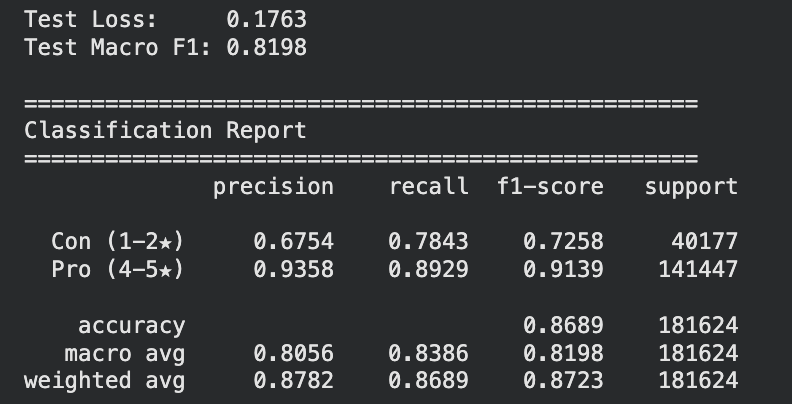 Test Loss: 0.1763
Test Macro F1: 0.8198
==================================================
Classification Report
==================================================
precision recall f1-score support
Con (1-2★) 0.6754 0.7843 0.7258 40177
Pro (4-5★) 0.9358 0.8929 0.9139 141447
accuracy 0.8689 181624
macro avg 0.8056 0.8386 0.8198 181624
weighted avg 0.8782 0.8689 0.8723 181624